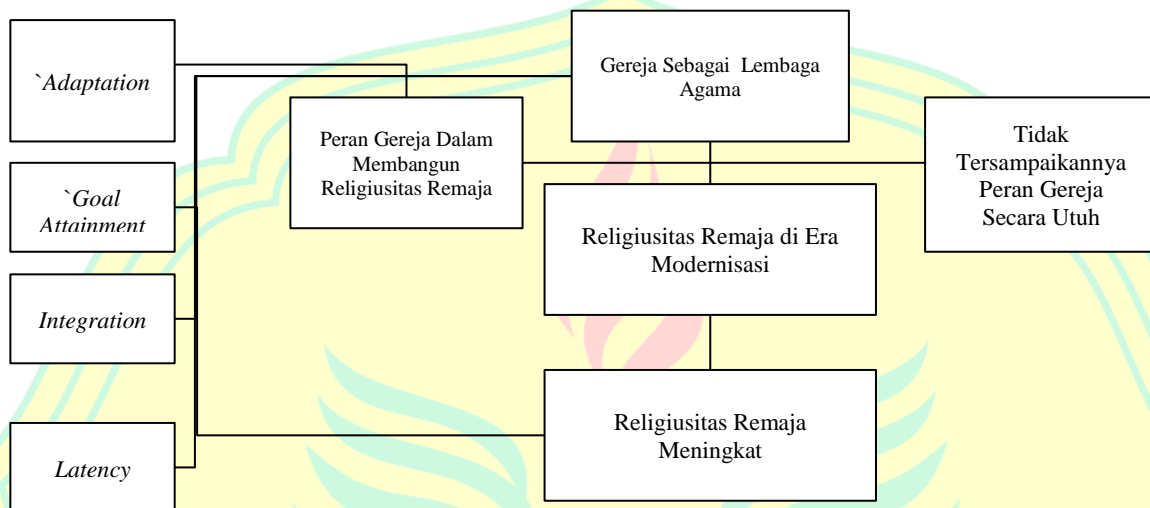 `Adaptation
Gereja Sebagai Lembaga
Agama
Peran Gereja Dalam
Membangun
Religiusitas Remaja
Tidak
Tersampaikannya
Peran Gereja
Secara Utuh
`Goal
Attainment
Religiusitas Remaja di Era
Modernisasi
Integration
Religiusitas Remaja
Meningkat
Latency